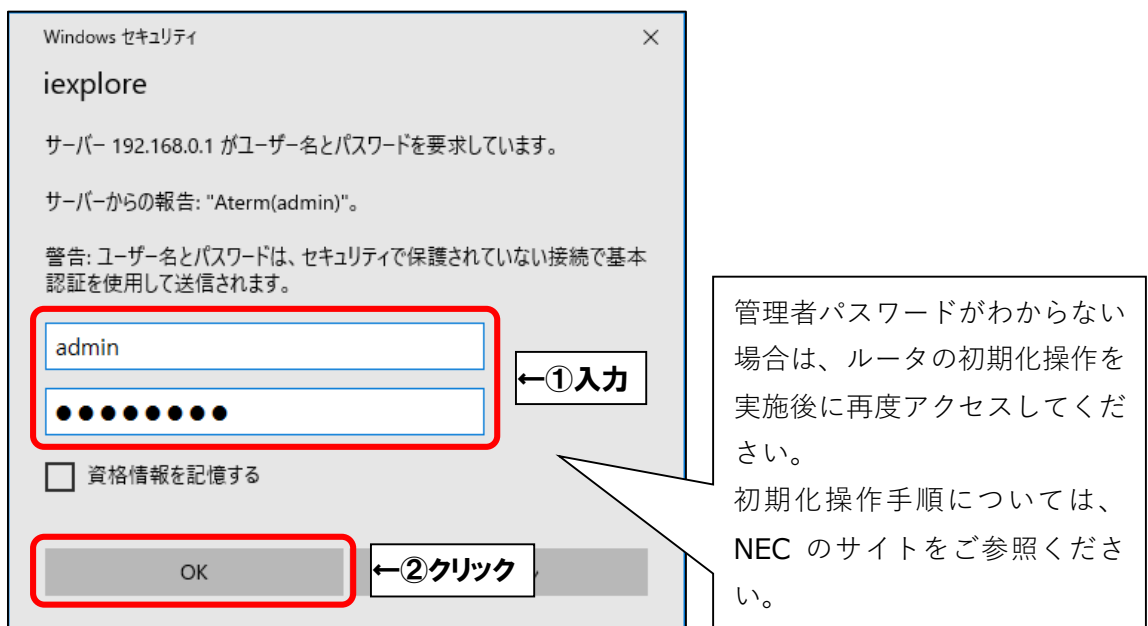 Windows セキュリティ
iexplore
サーバー 192.168.0.1 がユーザー名とパスワードを要求しています。
サーバーからの報告: "Aterm(admin)"。
警告: ユーザー名とパスワードは、セキュリティで保護されていない接続で基本
認証を使用して送信されます。
admin
●●●●●●●●
←①入力
資格情報を記憶する
OK
←②クリック
管理者パスワードがわからない
場合は、ルータの初期化操作を
実施後に再度アクセスしてくだ
さい。
初期化操作手順については、
NEC のサイトをご参照くださ
い。